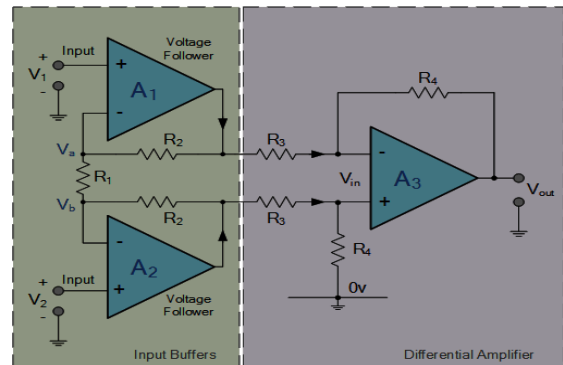 Voltage
Follower
+
Input
V1
-
+
A1
-
R4
Va
R2
R3
R1
Vin
-
A3
+
Vout
Vb
R2
R3
-
A2
+
R4
+
Input
V2
-
Voltage
Follower
0v
Input Buffers
Differential Amplifier